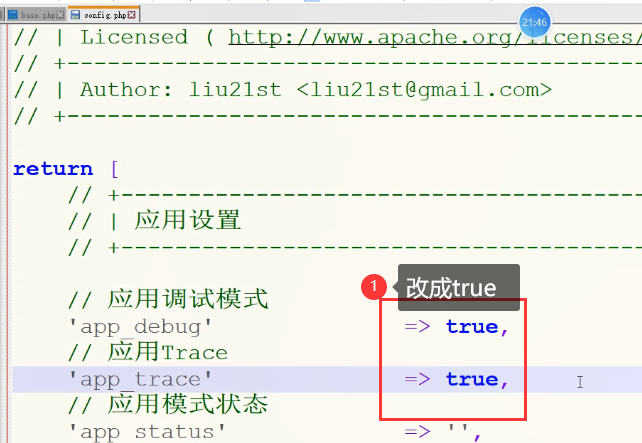 base.php config.php
21:46
// | Licensed ( http://www.apache.org/licenses/
// +--------------------------------------------
// | Author: liu21st <liu21st@gmail.com>
// +--------------------------------------------
return [
// +----------------------------------------
// | 应用设置
// +----------------------------------------
1 改成true
// 应用调试模式
'app_debug' => true,
// 应用Trace
'app_trace' => true,
// 应用模式状态
'app_status' => '',